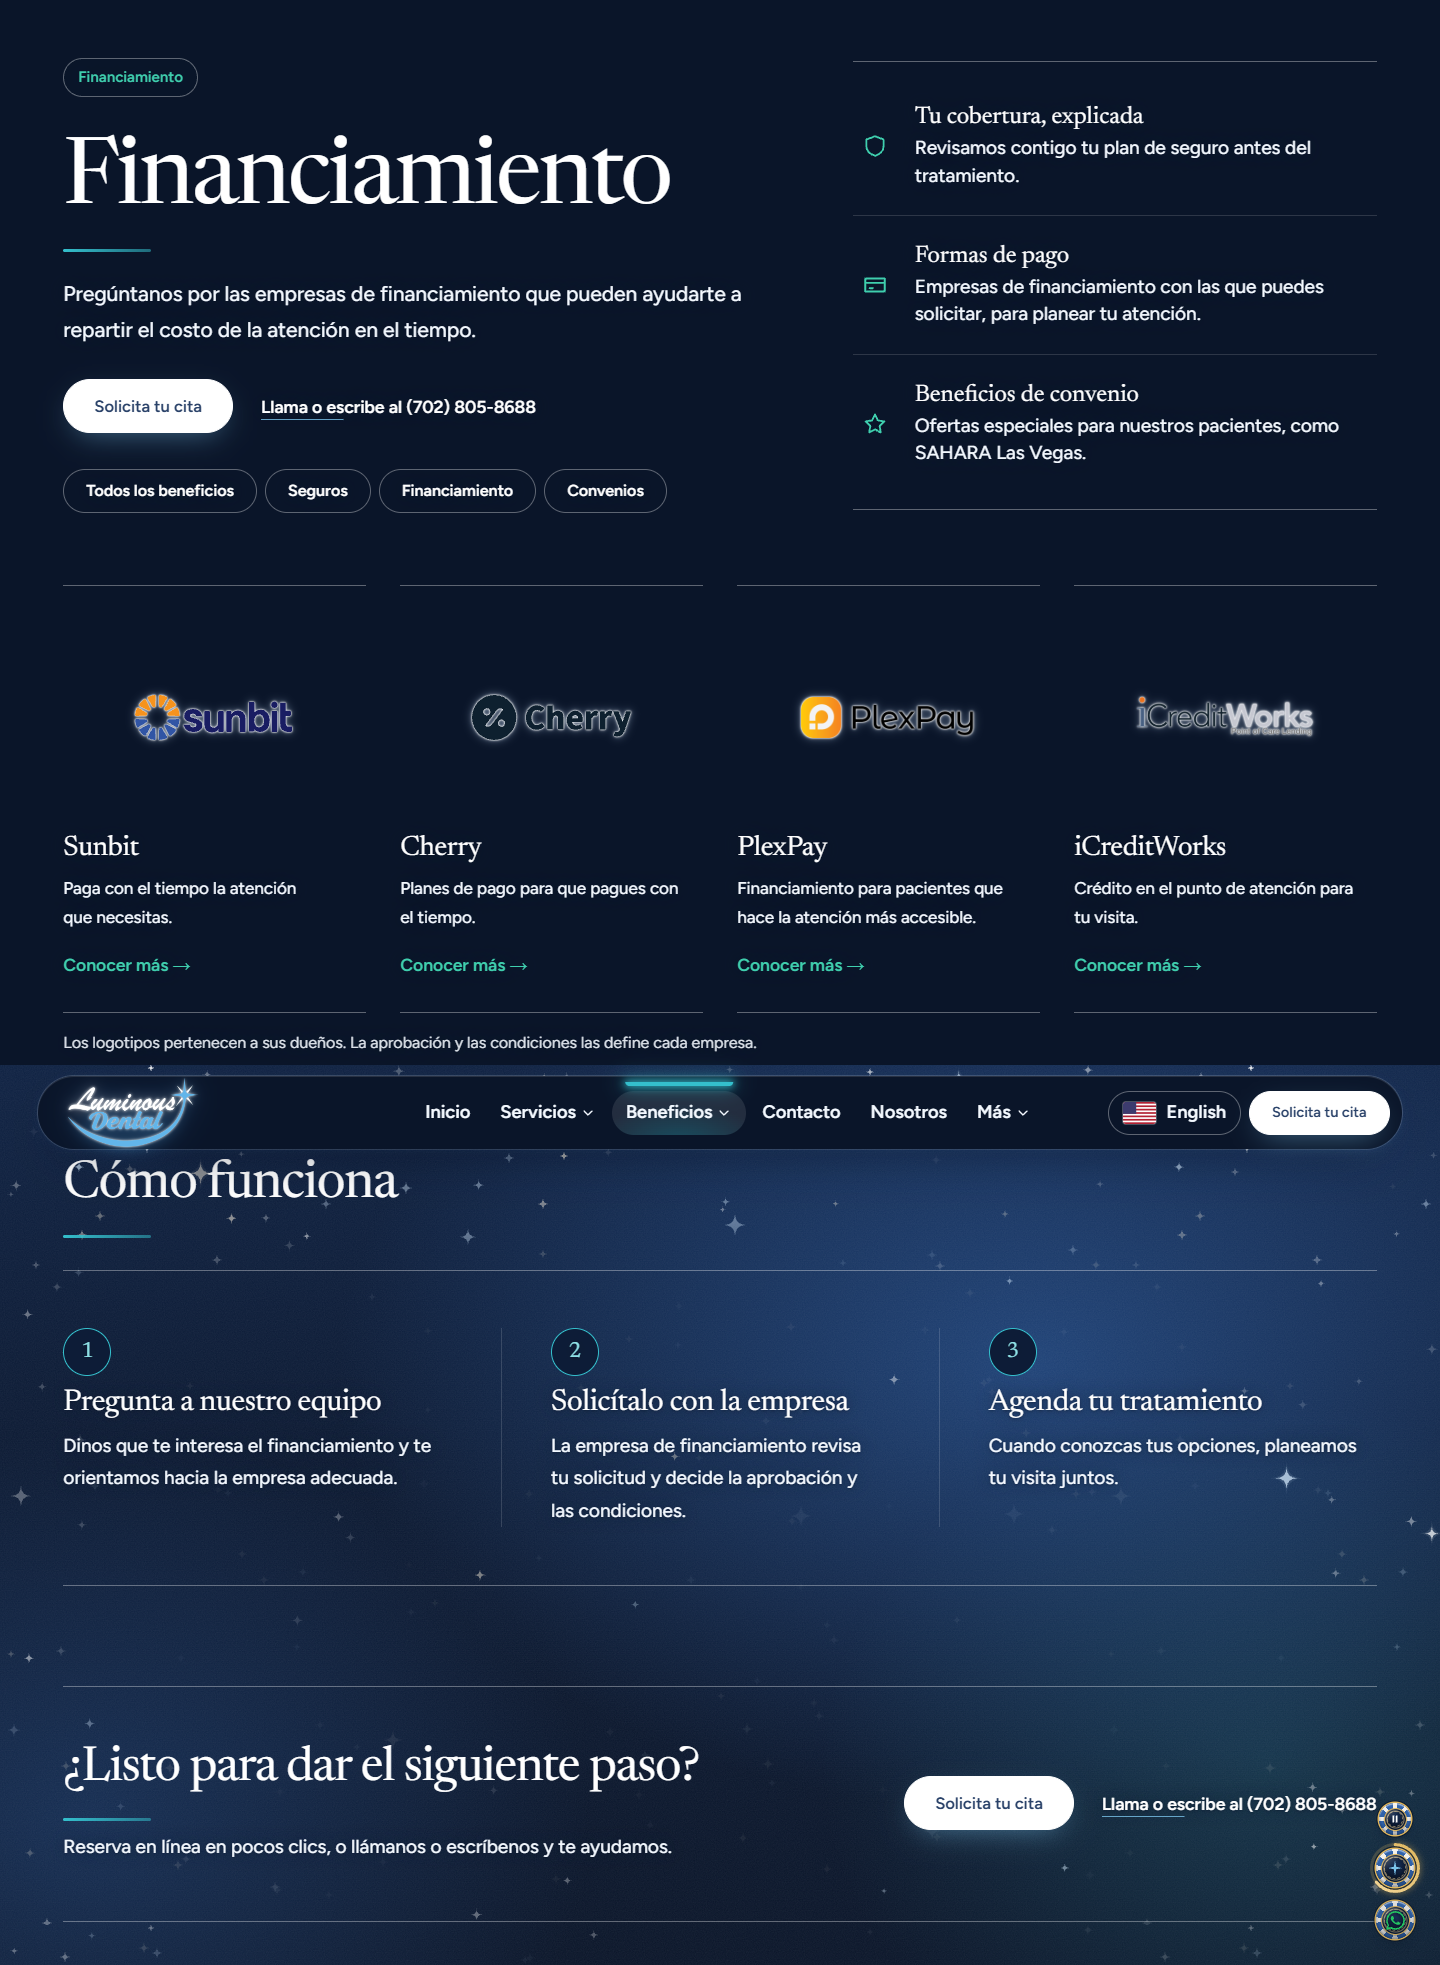 Financiamiento
Financiamiento
Pregúntanos por las empresas de financiamiento que pueden ayudarte a
repartir el costo de la atención en el tiempo.
Solicita tu cita
Llama o escribe al (702) 805-8688
Todos los beneficios
Seguros
Financiamiento
Convenios
Tu cobertura, explicada
Revisamos contigo tu plan de seguro antes del
tratamiento.
Formas de pago
Empresas de financiamiento con las que puedes
solicitar, para planear tu atención.
Beneficios de convenio
Ofertas especiales para nuestros pacientes, como
SAHARA Las Vegas.
sunbit
Cherry
PlexPay
iCreditWorks
Point of Care Lending
Sunbit
Paga con el tiempo la atención
que necesitas.
Conocer más →
Cherry
Planes de pago para que pagues con
el tiempo.
Conocer más →
PlexPay
Financiamiento para pacientes que
hace la atención más accesible.
Conocer más →
iCreditWorks
Crédito en el punto de atención para
tu visita.
Conocer más →
Los logotipos pertenecen a sus dueños. La aprobación y las condiciones las define cada empresa.
Luminous
Dental
Inicio
Servicios
Beneficios
Contacto
Nosotros
Más
English
Solicita tu cita
Cómo funciona
1
Pregunta a nuestro equipo
Dinos que te interesa el financiamiento y te
orientamos hacia la empresa adecuada.
2
Solicítalo con la empresa
La empresa de financiamiento revisa
tu solicitud y decide la aprobación y
las condiciones.
3
Agenda tu tratamiento
Cuando conozcas tus opciones, planeamos
tu visita juntos.
¿Listo para dar el siguiente paso?
Reserva en línea en pocos clics, o llámanos o escríbenos y te ayudamos.
Solicita tu cita
Llama o escribe al (702) 805-8688